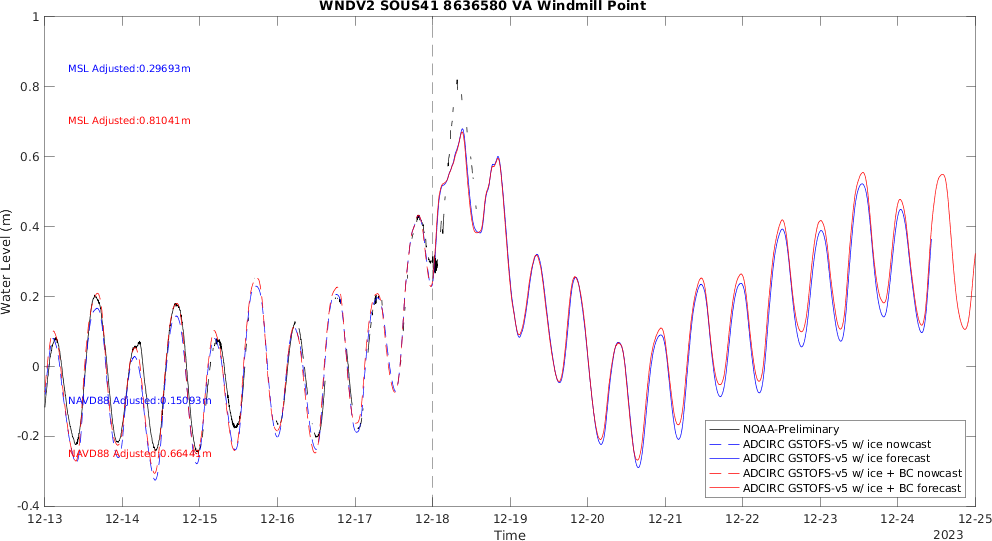 WNDV2 SOUS41 8636580 VA Windmill Point
1
0.8
0.6
0.4
0.2
0
-0.2
-0.4
Water Level (m)
MSL Adjusted:0.29693m
MSL Adjusted:0.81041m
NAVD88 Adjusted:0.15093m
NAVD88 Adjusted:0.66441m
NOAA-Preliminary
ADCIRC GSTOFS-v5 w/ ice nowcast
ADCIRC GSTOFS-v5 w/ ice forecast
ADCIRC GSTOFS-v5 w/ ice + BC nowcast
ADCIRC GSTOFS-v5 w/ ice + BC forecast
12-13 12-14 12-15 12-16 12-17 12-18 12-19 12-20 12-21 12-22 12-23 12-24 12-25
Time
2023